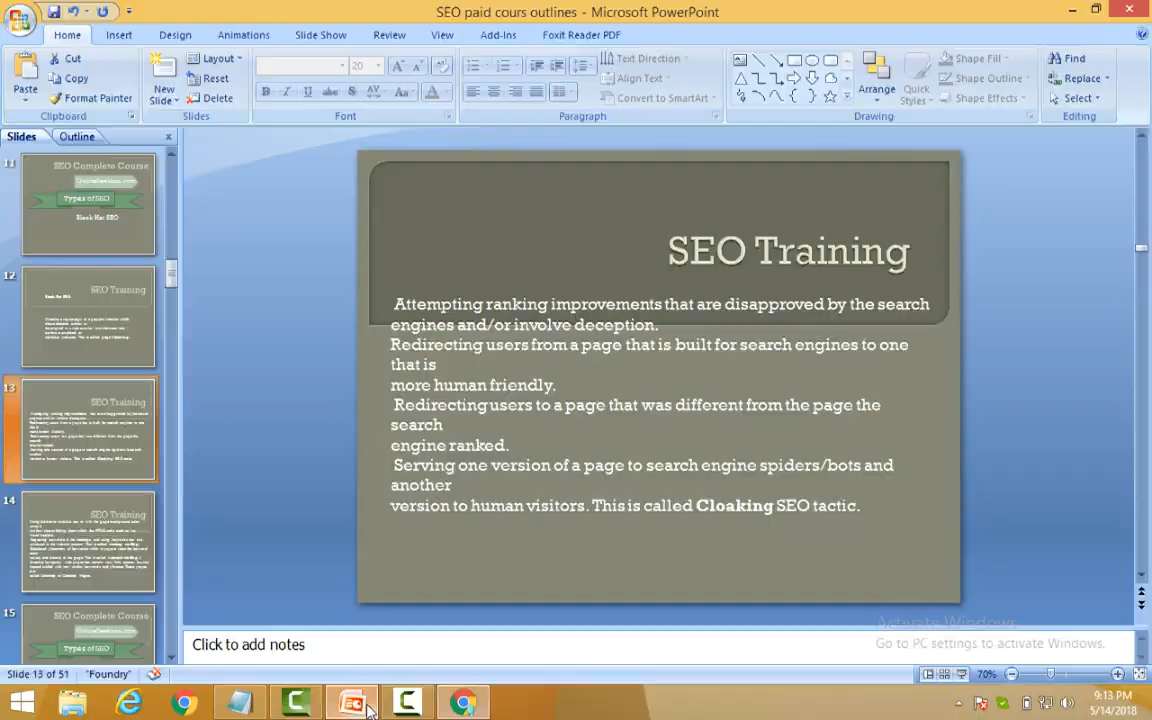 SEO paid cours outlines - Microsoft PowerPoint
Home Insert Design Animations Slide Show Review View Add-Ins Foxit Reader PDF
Paste
Cut
Copy
Format Painter
Clipboard
New Slide
Layout
Reset
Delete
Slides
20
B I U abe S AV Aa A
Font
Text Direction
Align Text
Convert to SmartArt
Paragraph
Arrange
Quick Styles
Shape Fill
Shape Outline
Shape Effects
Drawing
Find
Replace
Select
Editing
Slides Outline
11
SEO Complete Course
Types of SEO
Black Hat SEO
12
SEO Training
13
SEO Training
14
SEO Training
15
SEO Complete Course
Types of SEO
SEO Training
Attempting ranking improvements that are disapproved by the search
engines and/or involve deception.
Redirecting users from a page that is built for search engines to one
that is
more human friendly.
Redirecting users to a page that was different from the page the
search
engine ranked.
Serving one version of a page to search engine spiders/bots and
another
version to human visitors. This is called Cloaking SEO tactic.
Click to add notes
Activate Windows
Go to PC settings to activate Windows.
Slide 13 of 51 "Foundry" 70%
9:13 PM
5/14/2018